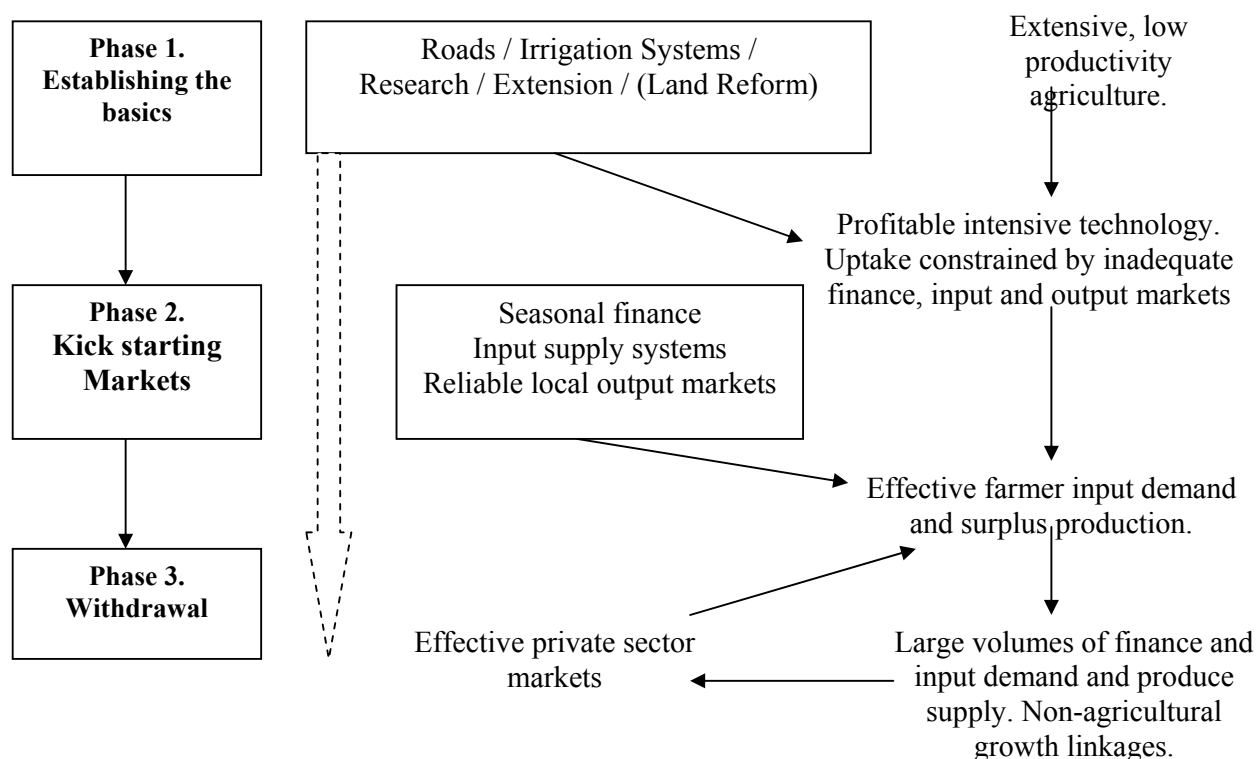 Phase 1.
Establishing the
basics
Roads / Irrigation Systems /
Research / Extension / (Land Reform)
Extensive, low
productivity
agriculture.
Profitable intensive technology.
Uptake constrained by inadequate
finance, input and output markets
Phase 2.
Kick starting
Markets
Seasonal finance
Input supply systems
Reliable local output markets
Effective farmer input demand
and surplus production.
Phase 3.
Withdrawal
Effective private sector
markets
Large volumes of finance and
input demand and produce
supply. Non-agricultural
growth linkages.